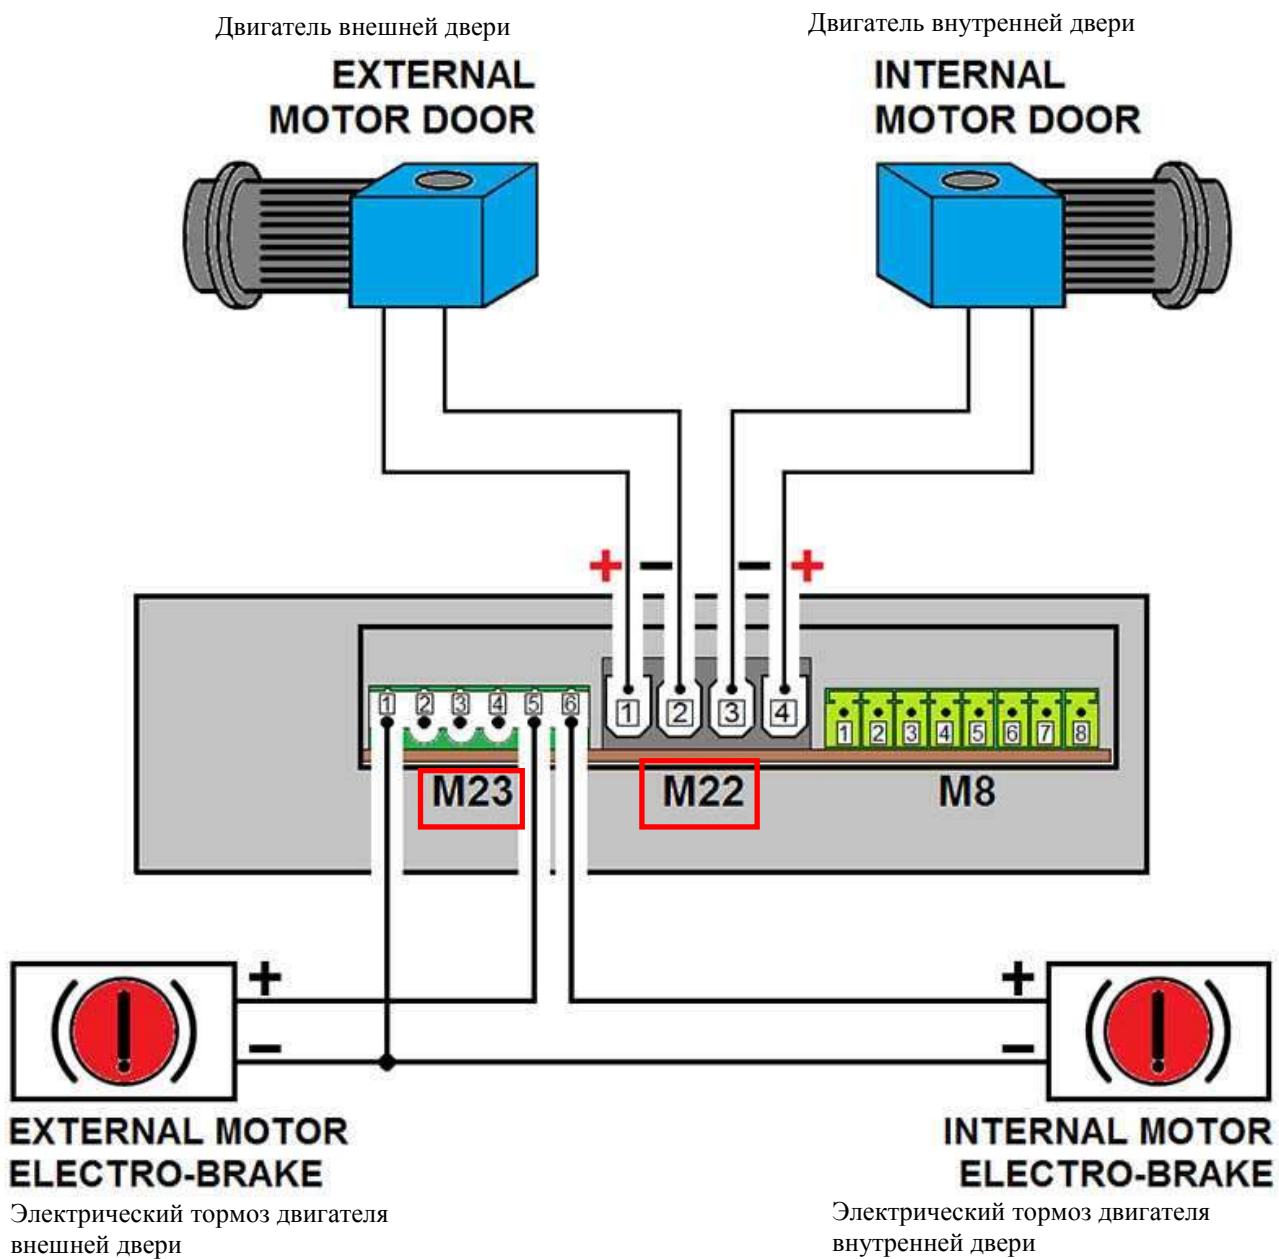 Двигатель внешней двери
Двигатель внутренней двери
EXTERNAL
MOTOR DOOR
INTERNAL
MOTOR DOOR
+ − − +
1 2 3 4 5 6
1 2 3 4
1 2 3 4 5 6 7 8
M23
M22
M8
+ +
− −
EXTERNAL MOTOR
ELECTRO-BRAKE
INTERNAL MOTOR
ELECTRO-BRAKE
Электрический тормоз двигателя
внешней двери
Электрический тормоз двигателя
внутренней двери